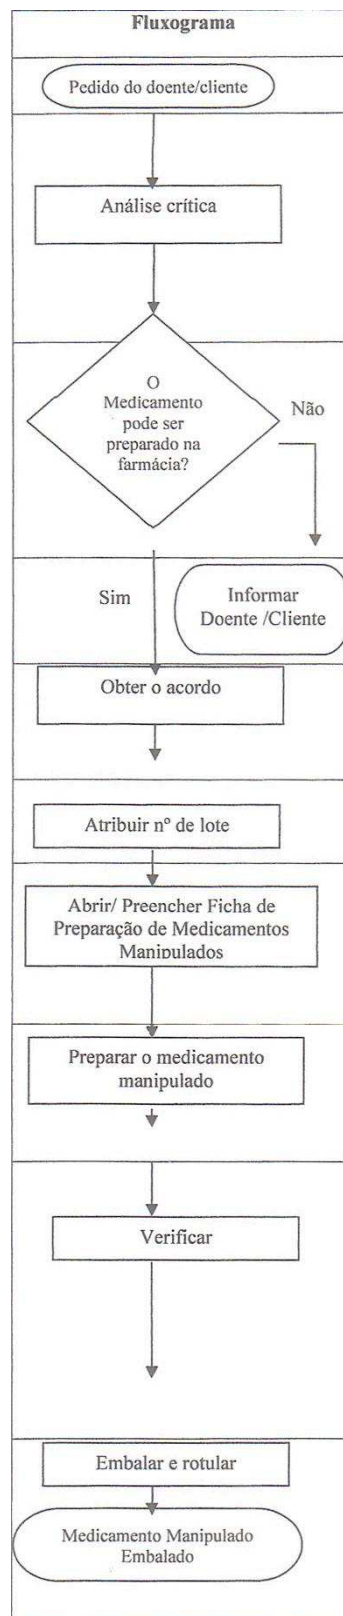 Fluxograma
Pedido do doente/cliente
Análise crítica
O
Medicamento
pode ser
preparado na
farmácia?
Não
Sim
Informar
Doente /Cliente
Obter o acordo
Atribuir nº de lote
Abrir/ Preencher Ficha de
Preparação de Medicamentos
Manipulados
Preparar o medicamento
manipulado
Verificar
Embalar e rotular
Medicamento Manipulado
Embalado